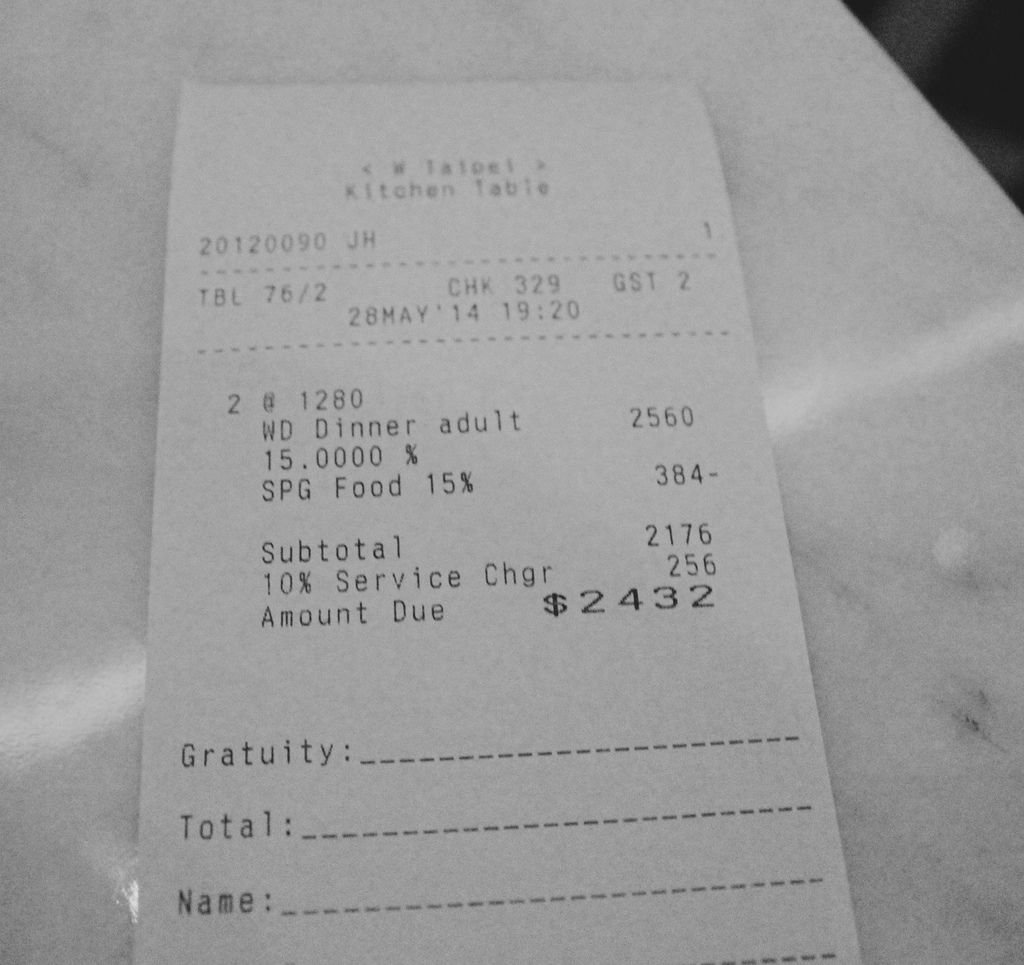 < W Taipei >
Kitchen Table
20120090 JH 1
TBL 76/2 CHK 329 GST 2
28MAY'14 19:20
2 @ 1280
WD Dinner adult 2560
15.0000 %
SPG Food 15% 384-
Subtotal 2176
10% Service Chgr 256
Amount Due $2432
Gratuity:
Total:
Name: